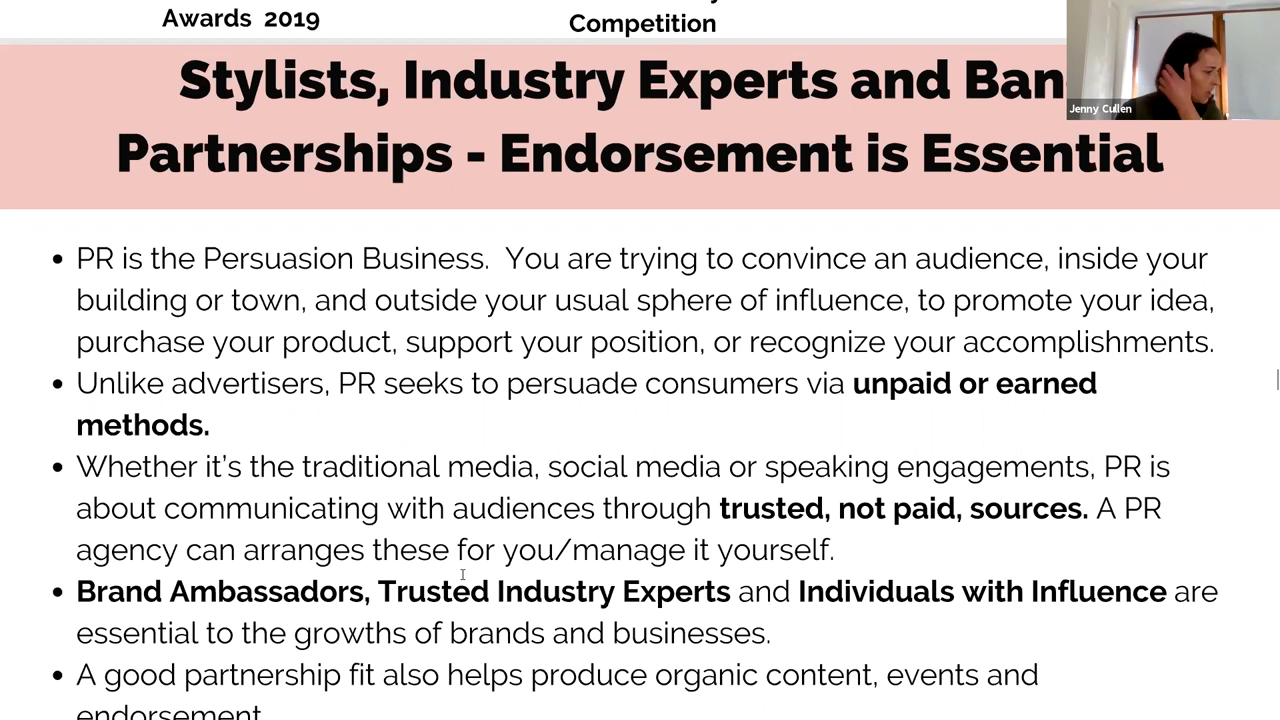 Awards 2019
Competition
Stylists, Industry Experts and Ban
Partnerships - Endorsement is Essential
Jenny Cullen
• PR is the Persuasion Business. You are trying to convince an audience, inside your
building or town, and outside your usual sphere of influence, to promote your idea,
purchase your product, support your position, or recognize your accomplishments.
• Unlike advertisers, PR seeks to persuade consumers via unpaid or earned
methods.
• Whether it's the traditional media, social media or speaking engagements, PR is
about communicating with audiences through trusted, not paid, sources. A PR
agency can arranges these for you/manage it yourself.
• Brand Ambassadors, Trusted Industry Experts and Individuals with Influence are
essential to the growths of brands and businesses.
• A good partnership fit also helps produce organic content, events and
endorsement